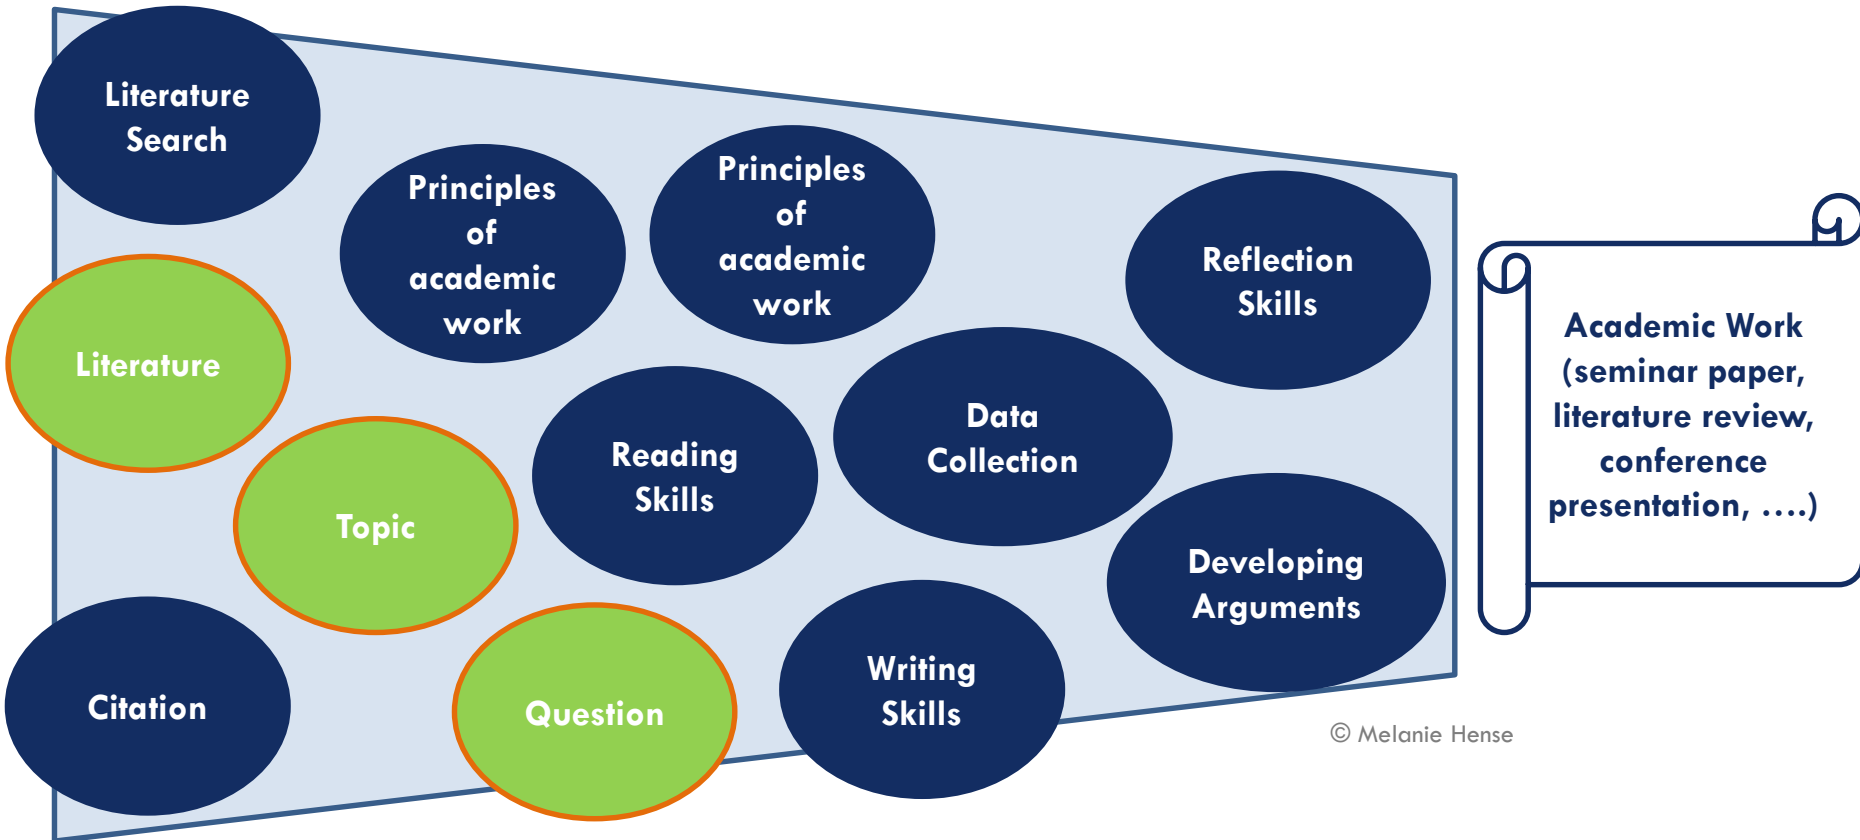 Literature
Search
Principles
of
academic
work
Principles
of
academic
work
Reflection
Skills
Literature
Topic
Reading
Skills
Data
Collection
Developing
Arguments
Citation
Question
Writing
Skills
Academic Work
(seminar paper,
literature review,
conference
presentation, ....)
© Melanie Hense